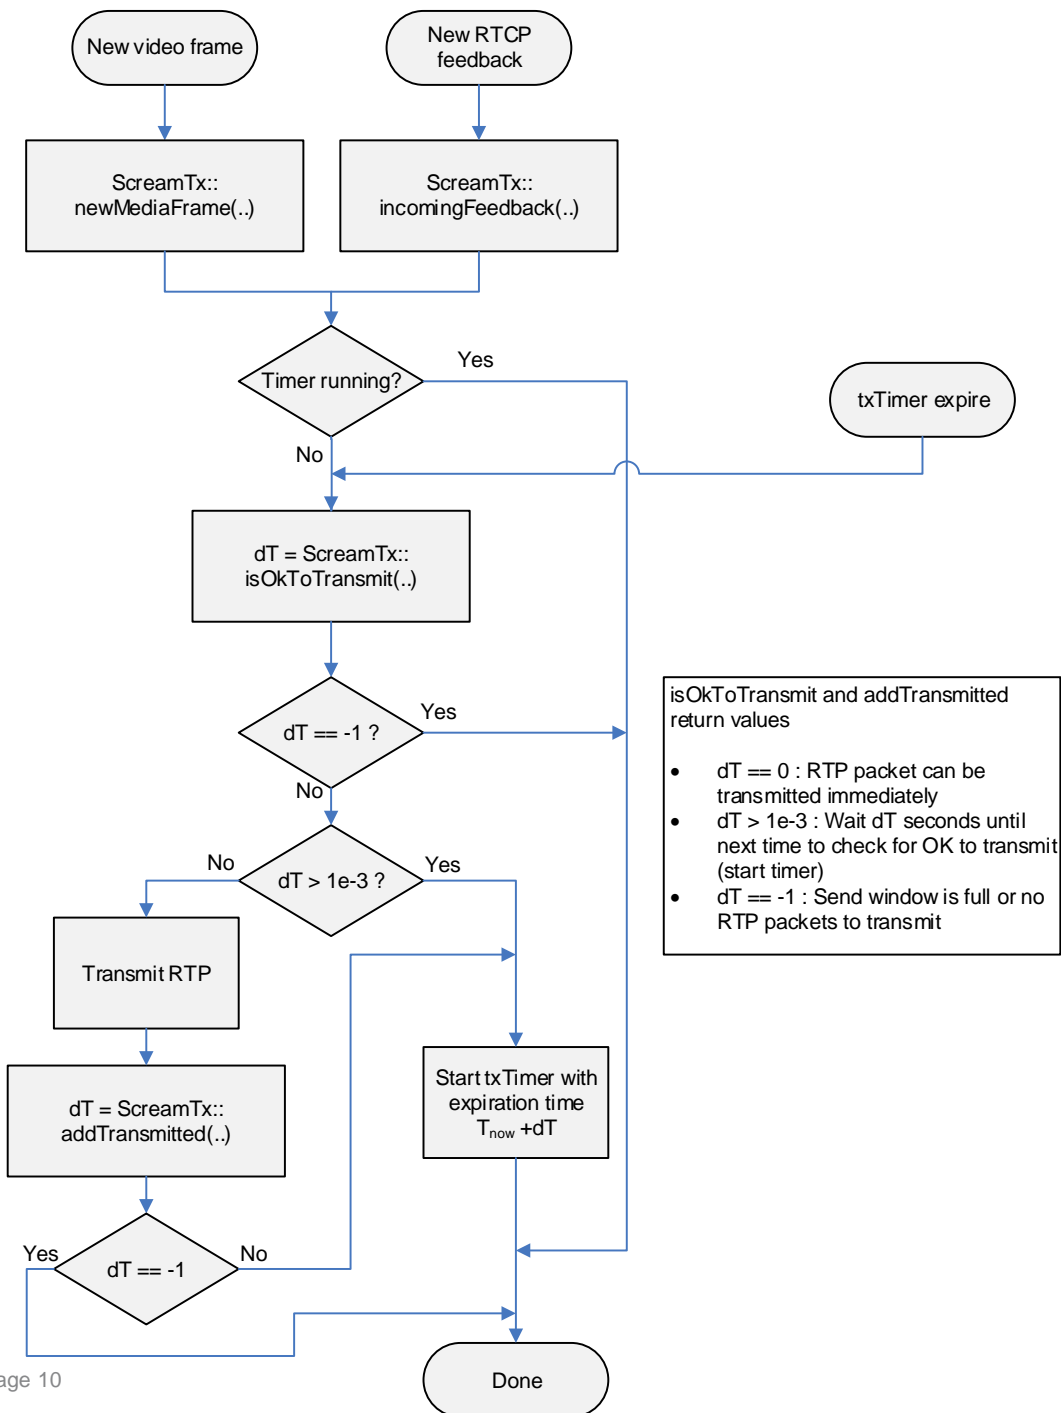 New video frame
New RTCP
feedback
ScreamTx::
newMediaFrame(..)
ScreamTx::
incomingFeedback(..)
Timer running?
Yes
No
txTimer expire
dT = ScreamTx::
isOkToTransmit(..)
dT == -1 ?
Yes
No
isOkToTransmit and addTransmitted
return values
• dT == 0 : RTP packet can be
transmitted immediately
• dT > 1e-3 : Wait dT seconds until
next time to check for OK to transmit
(start timer)
• dT == -1 : Send window is full or no
RTP packets to transmit
No
dT > 1e-3 ?
Yes
Transmit RTP
Start txTimer with
expiration time
Tnow +dT
dT = ScreamTx::
addTransmitted(..)
Yes
dT == -1
No
Done
age 10